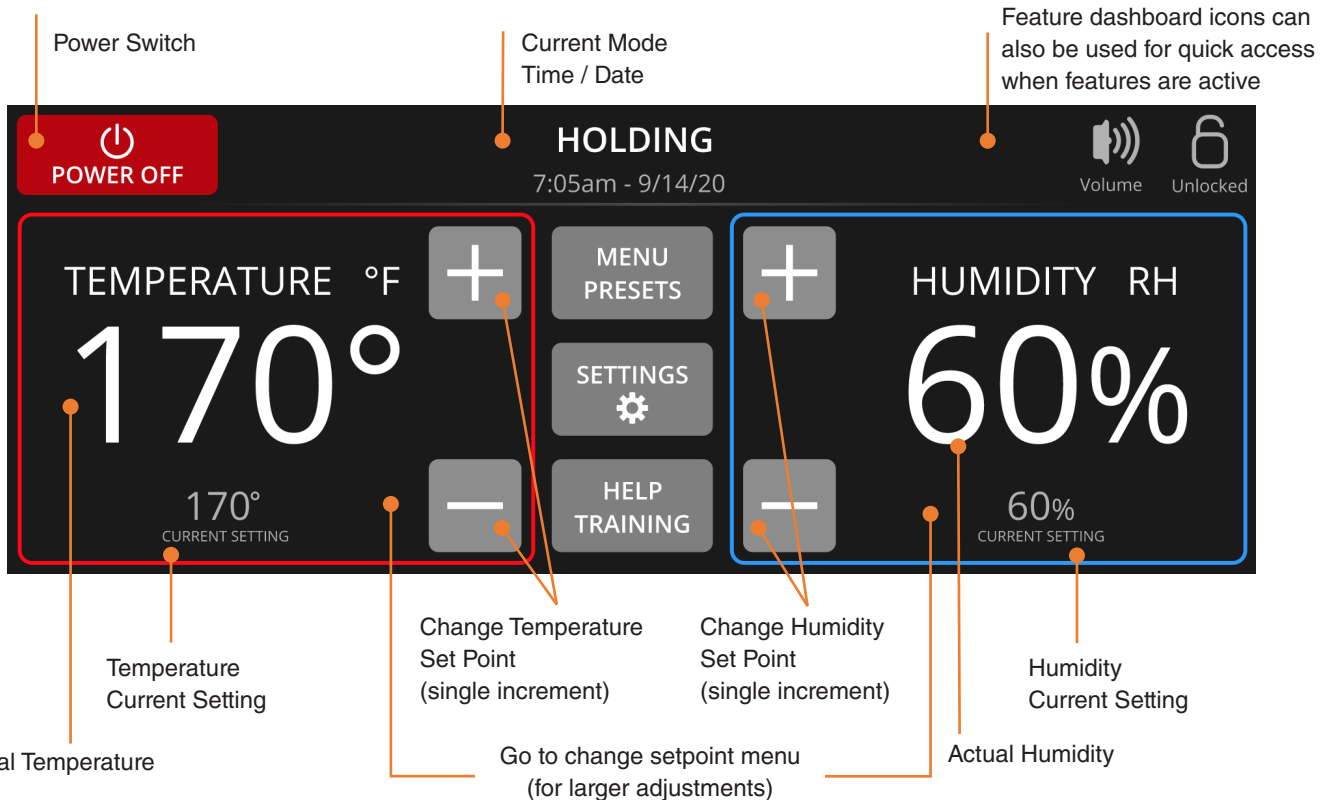 Power Switch
Current Mode
Time / Date
Feature dashboard icons can
also be used for quick access
when features are active
POWER OFF
HOLDING
7:05am - 9/14/20
Volume
Unlocked
TEMPERATURE °F
170°
170°
CURRENT SETTING
MENU
PRESETS
SETTINGS
HELP
TRAINING
HUMIDITY RH
60%
60%
CURRENT SETTING
Change Temperature
Set Point
(single increment)
Change Humidity
Set Point
(single increment)
Temperature
Current Setting
Humidity
Current Setting
al Temperature
Go to change setpoint menu
(for larger adjustments)
Actual Humidity